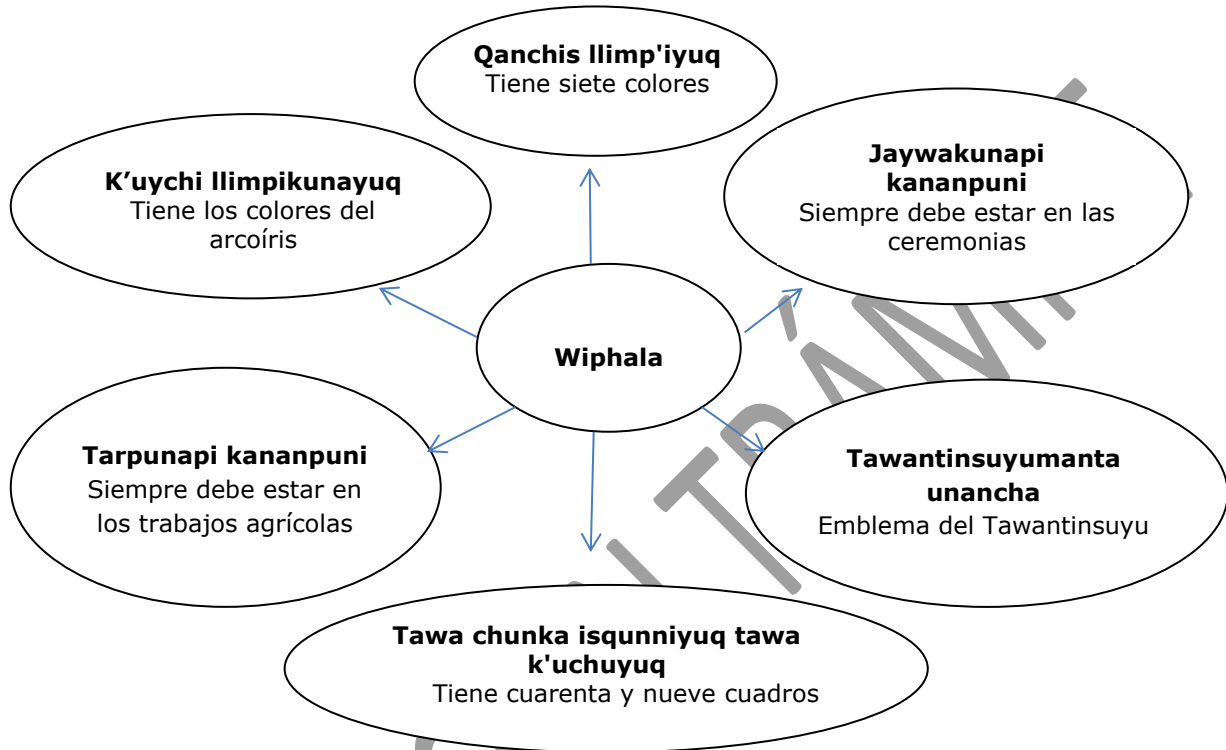 Qanchis llimp'iyuq
Tiene siete colores
K’uychi llimpikunayuq
Tiene los colores del
arcoíris
Jaywakunapi
kananpuni
Siempre debe estar en las
ceremonias
Wiphala
Tarpunapi kananpuni
Siempre debe estar en
los trabajos agrícolas
Tawantinsuyumanta
unancha
Emblema del Tawantinsuyu
Tawa chunka isqunniyuq tawa
k'uchuyuq
Tiene cuarenta y nueve cuadros